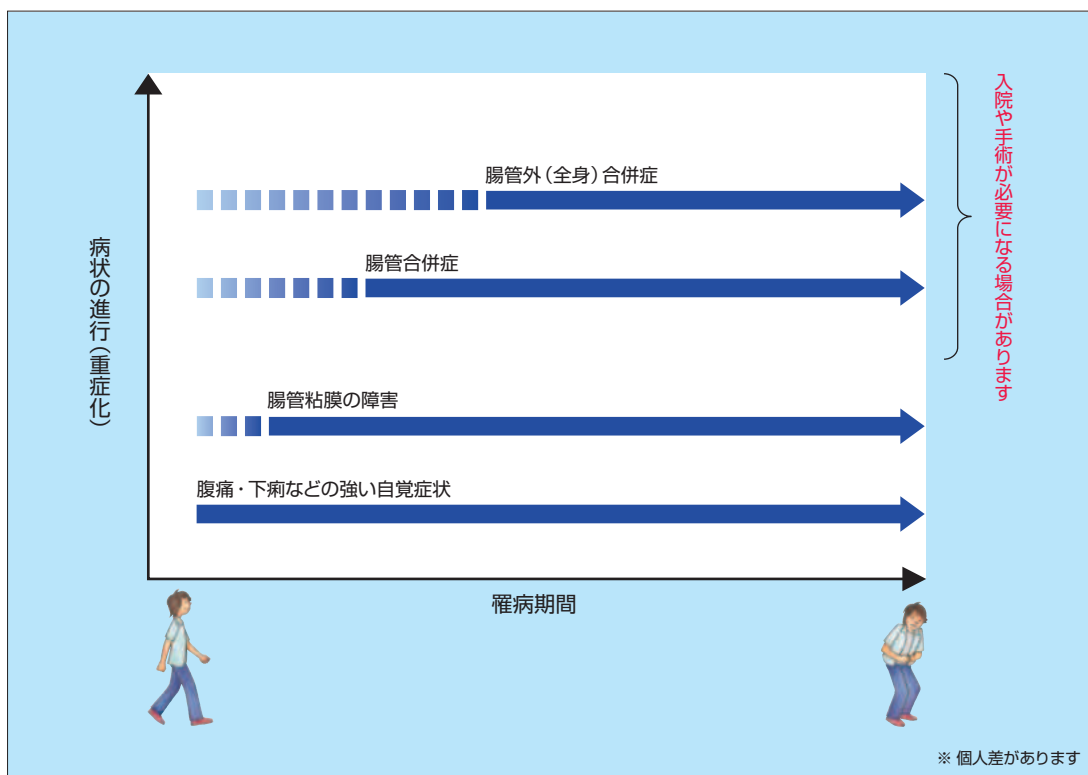 腸管外（全身）合併症
腸管合併症
腸管粘膜の障害
腹痛・下痢などの強い自覚症状
病状の進行（重症化）
罹病期間
入院や手術が必要になる場合があります
※ 個人差があります